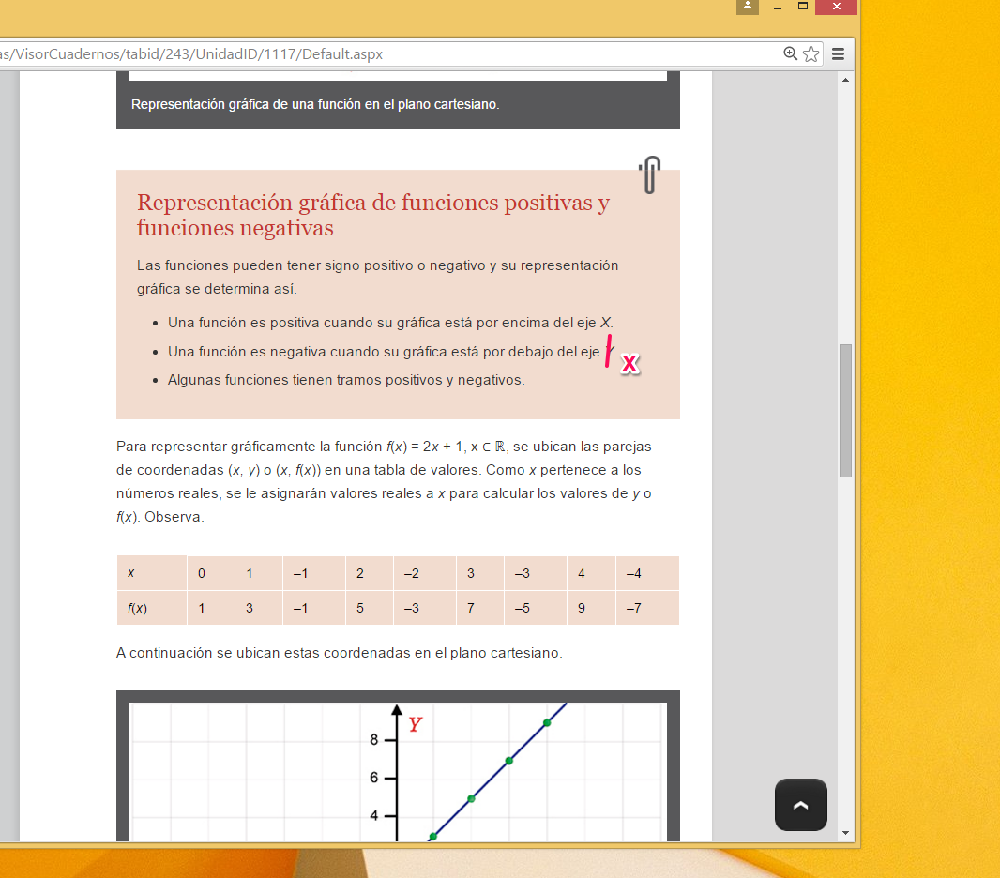 as/VisorCuadernos/tabid/243/UnidadID/1117/Default.aspx
Representación gráfica de una función en el plano cartesiano.
Representación gráfica de funciones positivas y
funciones negativas
Las funciones pueden tener signo positivo o negativo y su representación
gráfica se determina así.
• Una función es positiva cuando su gráfica está por encima del eje X.
• Una función es negativa cuando su gráfica está por debajo del eje Y.
X
• Algunas funciones tienen tramos positivos y negativos.
Para representar gráficamente la función f(x) = 2x + 1, x ∈ ℝ, se ubican las parejas
de coordenadas (x, y) o (x, f(x)) en una tabla de valores. Como x pertenece a los
números reales, se le asignarán valores reales a x para calcular los valores de y o
f(x). Observa.
x 0 1 –1 2 –2 3 –3 4 –4
f(x) 1 3 –1 5 –3 7 –5 9 –7
A continuación se ubican estas coordenadas en el plano cartesiano.
Y
8
6
4